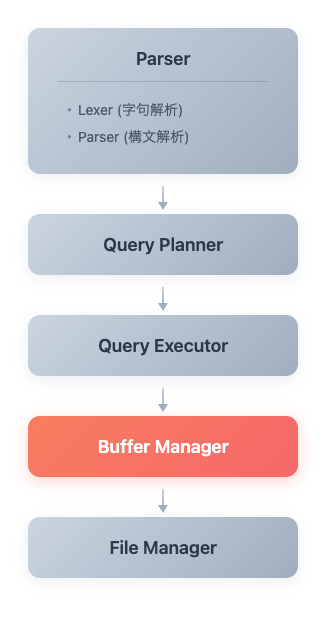 Parser
• Lexer (字句解析)
• Parser (構文解析)
Query Planner
Query Executor
Buffer Manager
File Manager